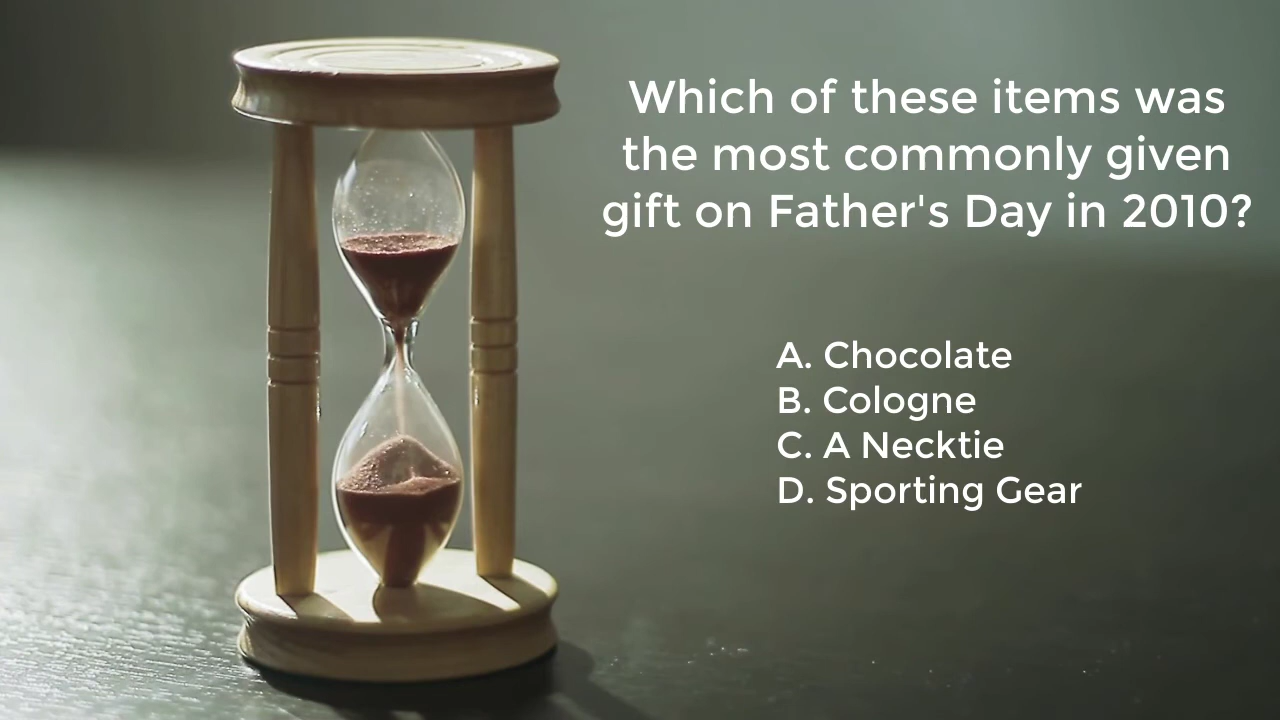 Which of these items was
the most commonly given
gift on Father's Day in 2010?
A. Chocolate
B. Cologne
C. A Necktie
D. Sporting Gear